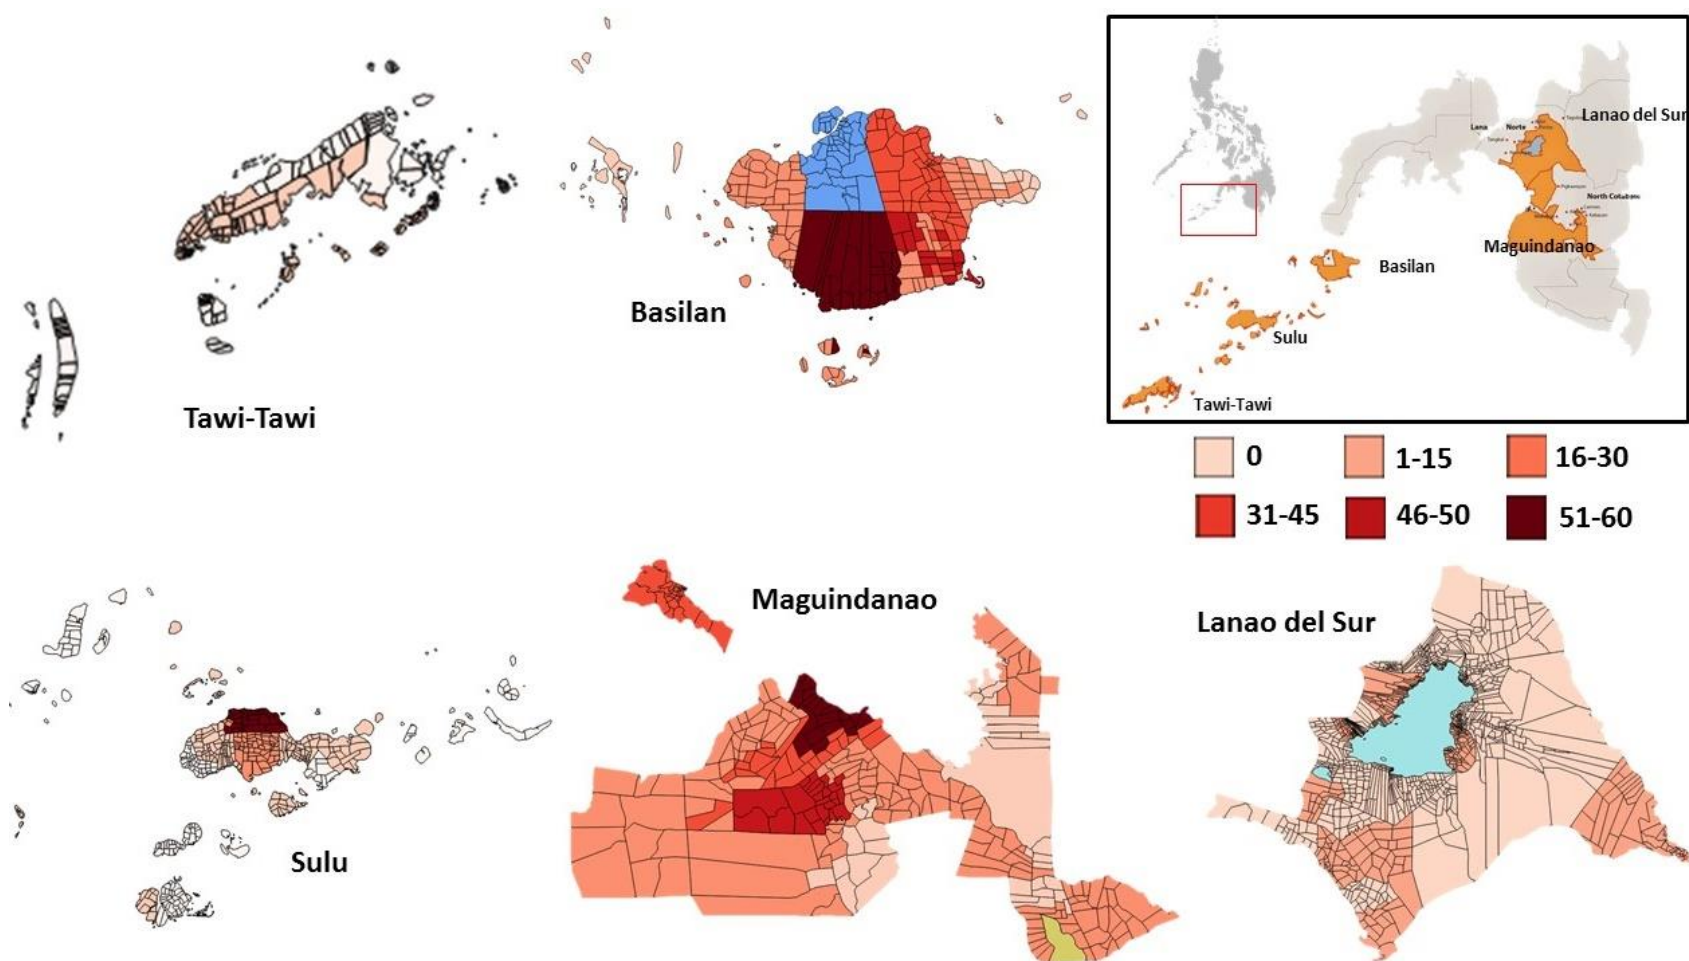 Lanao del Sur
Lana
Norte
North Cotabato
Maguindanao
Basilan
Sulu
Tawi-Tawi
Basilan
Tawi-Tawi
0
1-15
16-30
31-45
46-50
51-60
Maguindanao
Lanao del Sur
Sulu